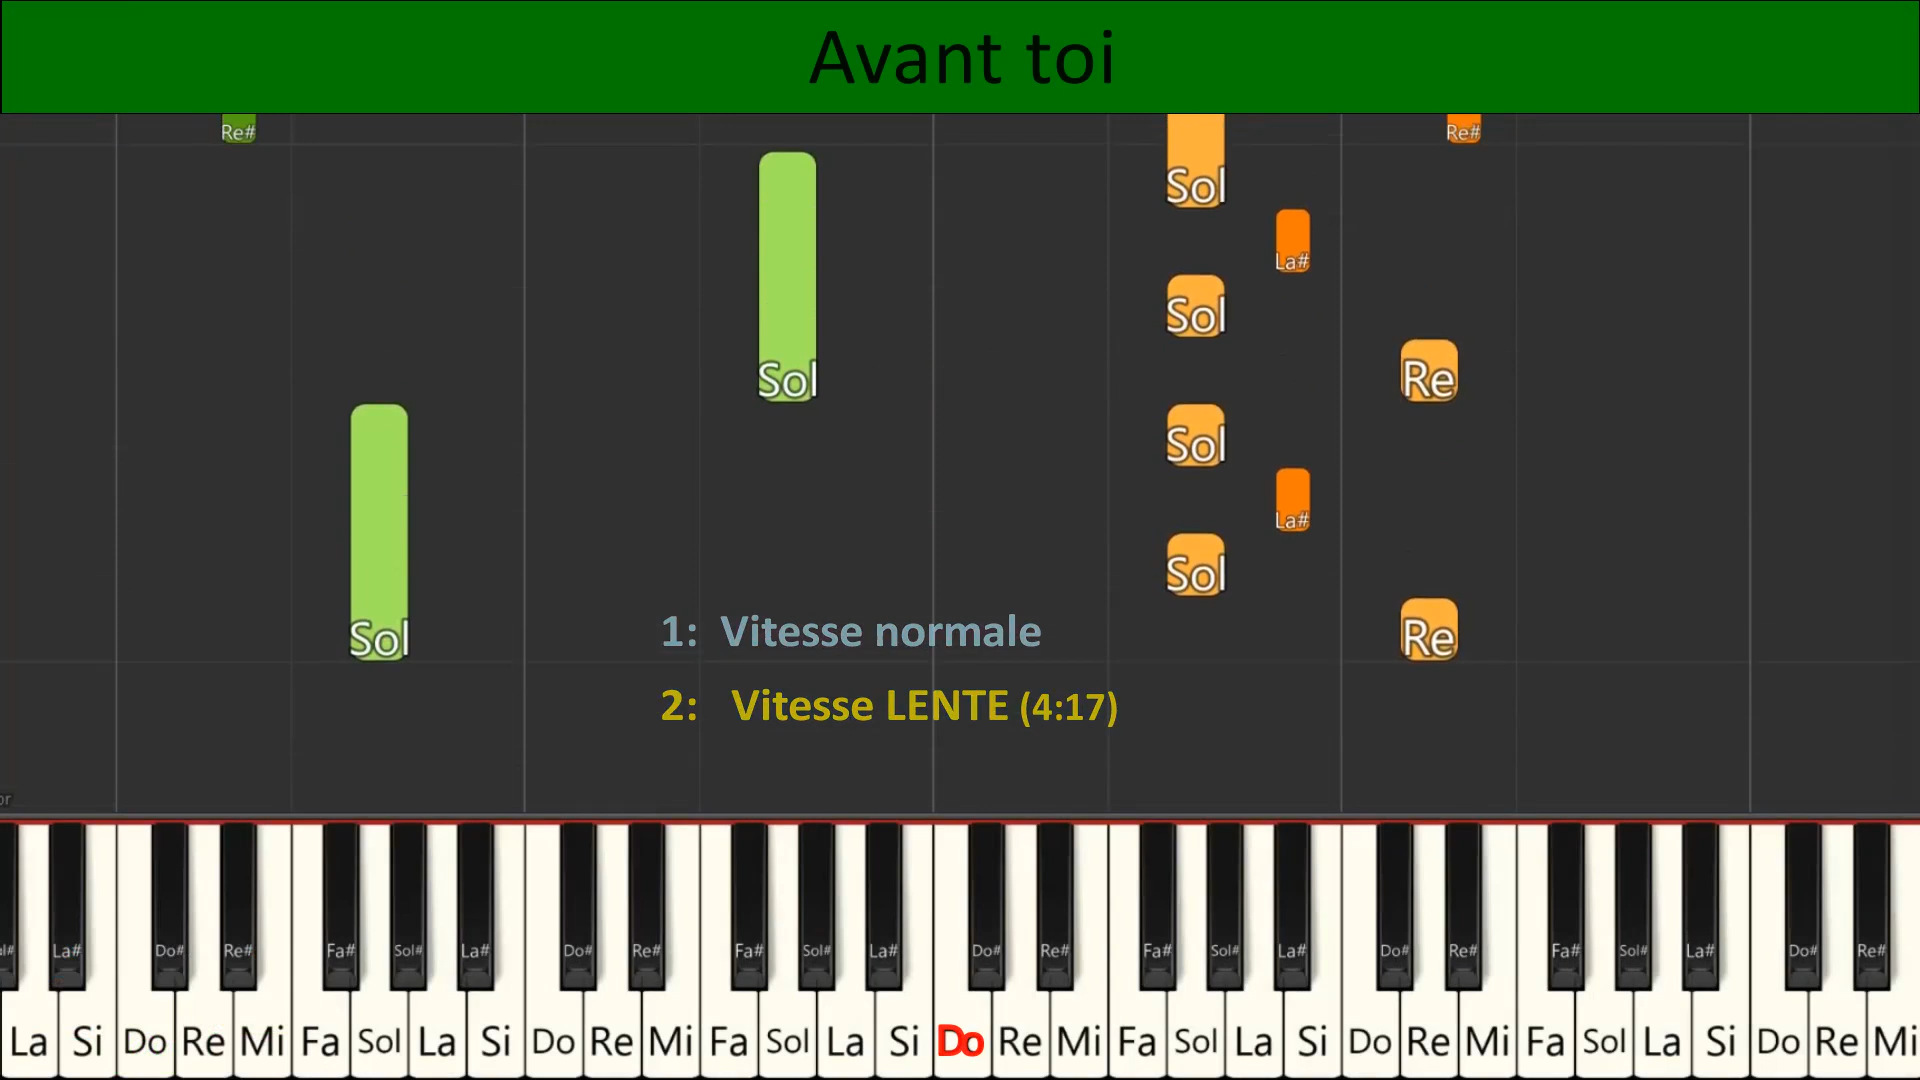 Avant toi
Re# Re#
Sol
La#
Sol
Sol Re
Sol
La#
Sol
1: Vitesse normale
Sol Re
2: Vitesse LENTE (4:17)
La# Do# Re# Fa# Sol# La# Do# Re# Fa# Sol# La# Do# Re# Fa# Sol# La# Do# Re# Fa# Sol# La# Do# Re#
La Si Do Re Mi Fa Sol La Si Do Re Mi Fa Sol La Si Do Re Mi Fa Sol La Si Do Re Mi Fa Sol La Si Do Re Mi